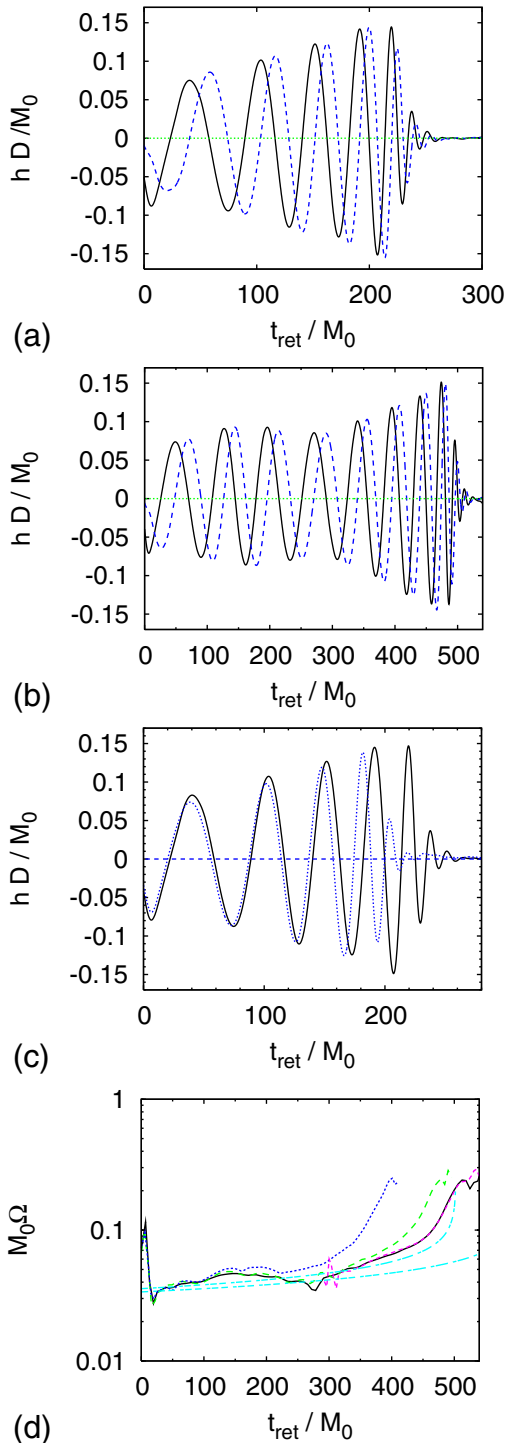 0.15
0.1
0.05
0
-0.05
-0.1
-0.15
h D /M0
0 100 200 300
t_ret / M0
(a)
0.15
0.1
0.05
0
-0.05
-0.1
-0.15
h D / M0
0 100 200 300 400 500
t_ret / M0
(b)
0.15
0.1
0.05
0
-0.05
-0.1
-0.15
h D / M0
0 100 200
t_ret / M0
(c)
1
0.1
0.01
M0Ω
0 100 200 300 400 500
t_ret / M0
(d)